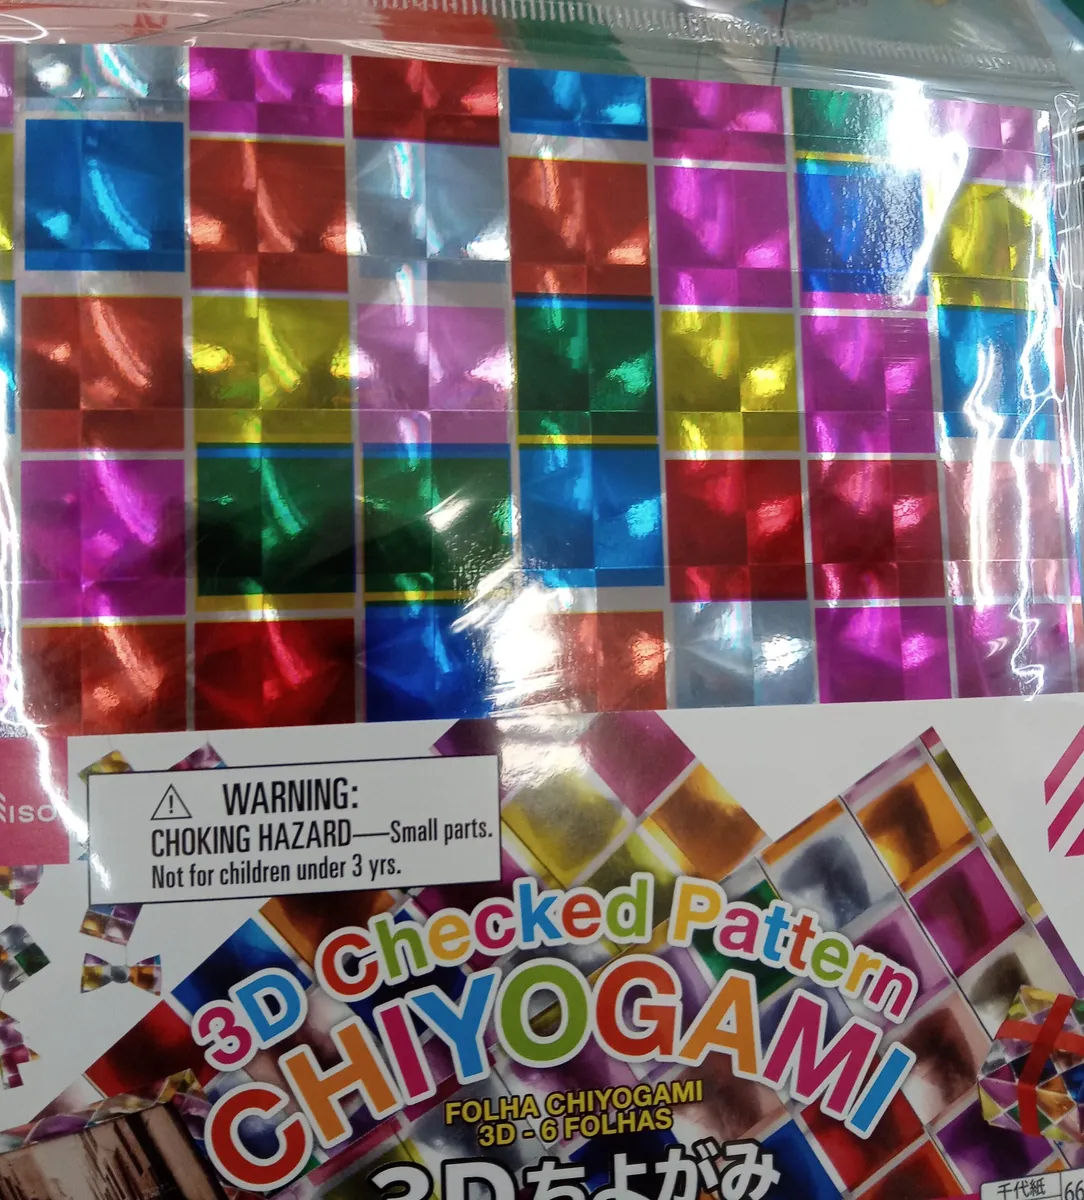 WARNING:
CHOKING HAZARD—Small parts.
Not for children under 3 yrs.
3D Checked Pattern
CHIYOGAMI
FOLHA CHIYOGAMI
3D - 6 FOLHAS
3Dちよがみ
千代紙